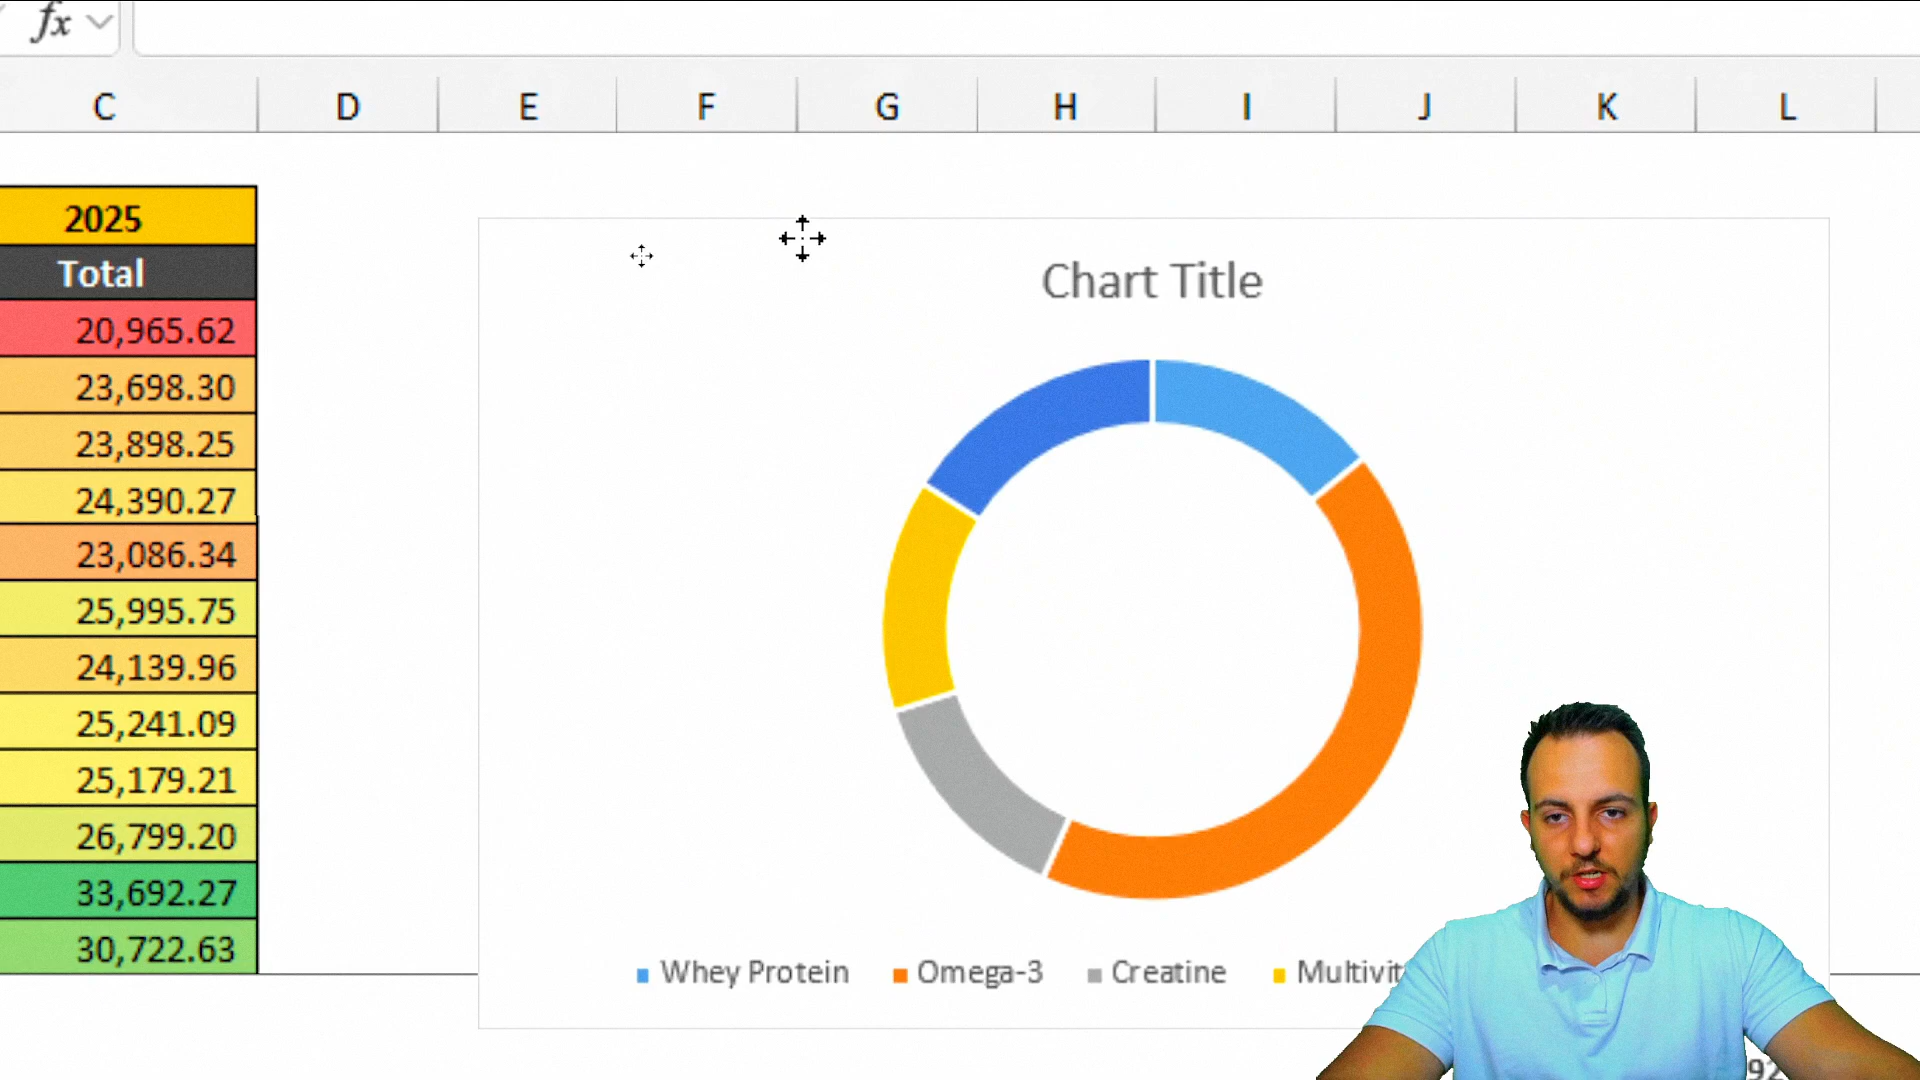 fx
C D E F G H I J K L
2025
Total
20,965.62
23,698.30
23,898.25
24,390.27
23,086.34
25,995.75
24,139.96
25,241.09
25,179.21
26,799.20
33,692.27
30,722.63
Chart Title
Whey Protein Omega-3 Creatine Multivit
92